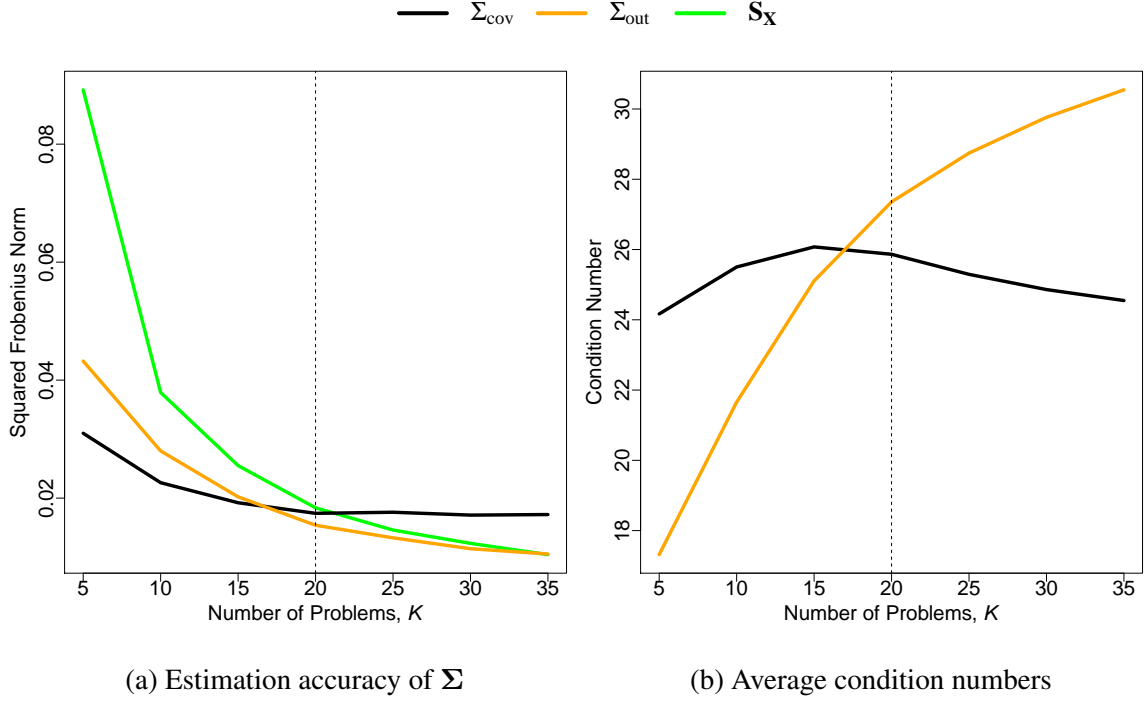 Σcov Σout SX
Squared Frobenius Norm
0.08
0.06
0.04
0.02
5 10 15 20 25 30 35
Number of Problems, K
(a) Estimation accuracy of Σ
Condition Number
30
28
26
24
22
20
18
5 10 15 20 25 30 35
Number of Problems, K
(b) Average condition numbers